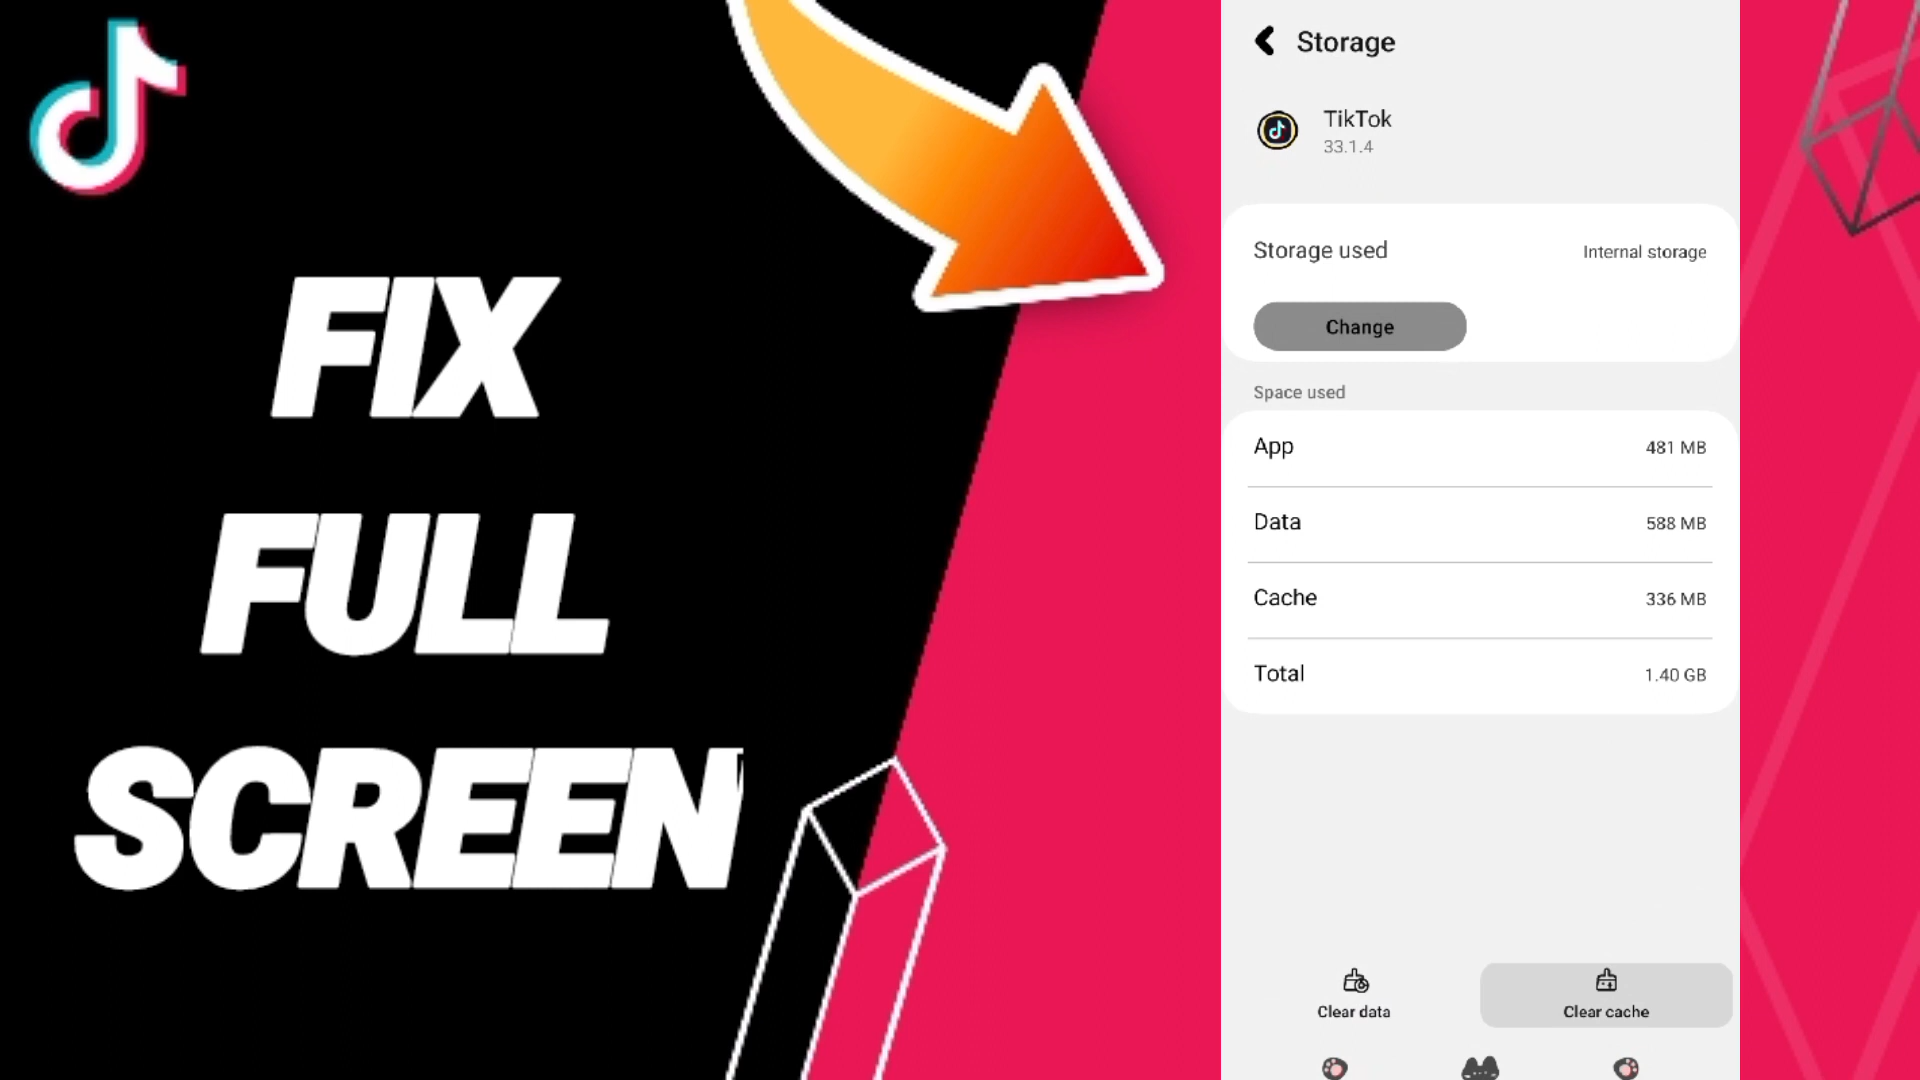 FIX
FULL
SCREEN
Storage
TikTok
33.1.4
Storage used Internal storage
Change
Space used
App 481 MB
Data 588 MB
Cache 336 MB
Total 1.40 GB
Clear data Clear cache